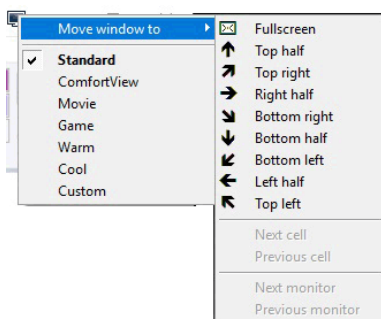 Move window to
Standard
ComfortView
Movie
Game
Warm
Cool
Custom
Fullscreen
Top half
Top right
Right half
Bottom right
Bottom half
Bottom left
Left half
Top left
Next cell
Previous cell
Next monitor
Previous monitor